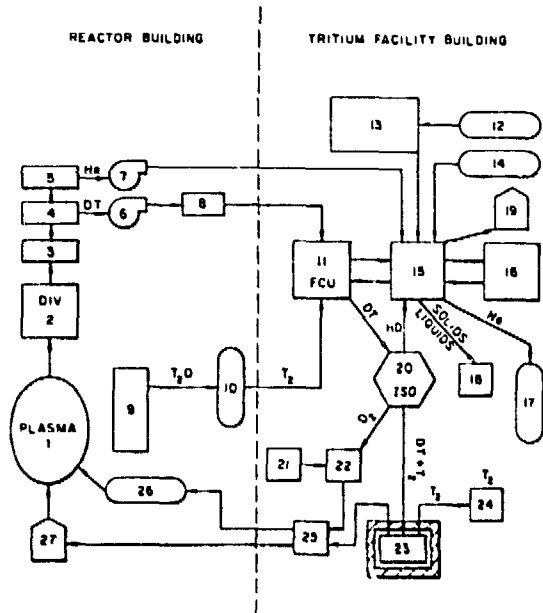 REACTOR BUILDING
TRITIUM FACILITY BUILDING
13
12
5
He
7
14
4
DT
6
8
19
3
11
FCU
15
16
DIV
2
DT
HD
SOLIDS
LIQUIDS
He
9
T2O
10
T2
20
ISO
18
17
PLASMA
1
D2
21
22
DT + T2
T2
T2
24
26
27
25
23